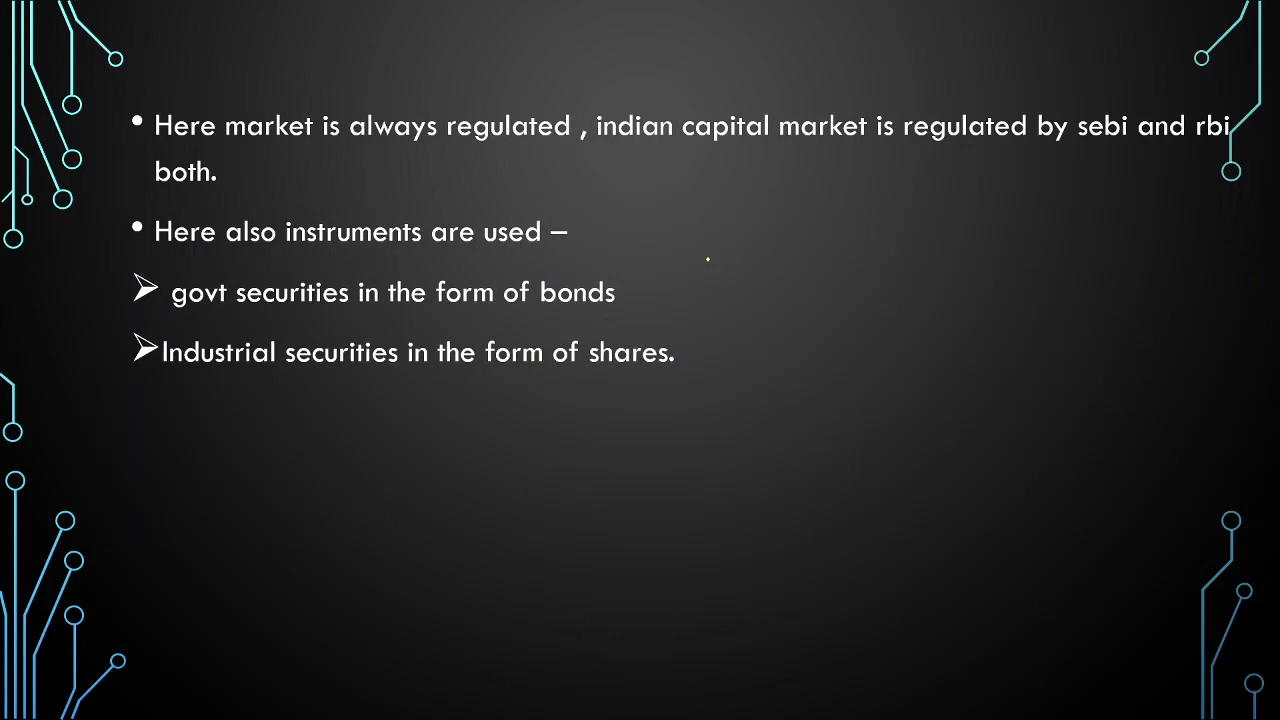 • Here market is always regulated , indian capital market is regulated by sebi and rbi
both.
• Here also instruments are used –
➢ govt securities in the form of bonds
➢Industrial securities in the form of shares.